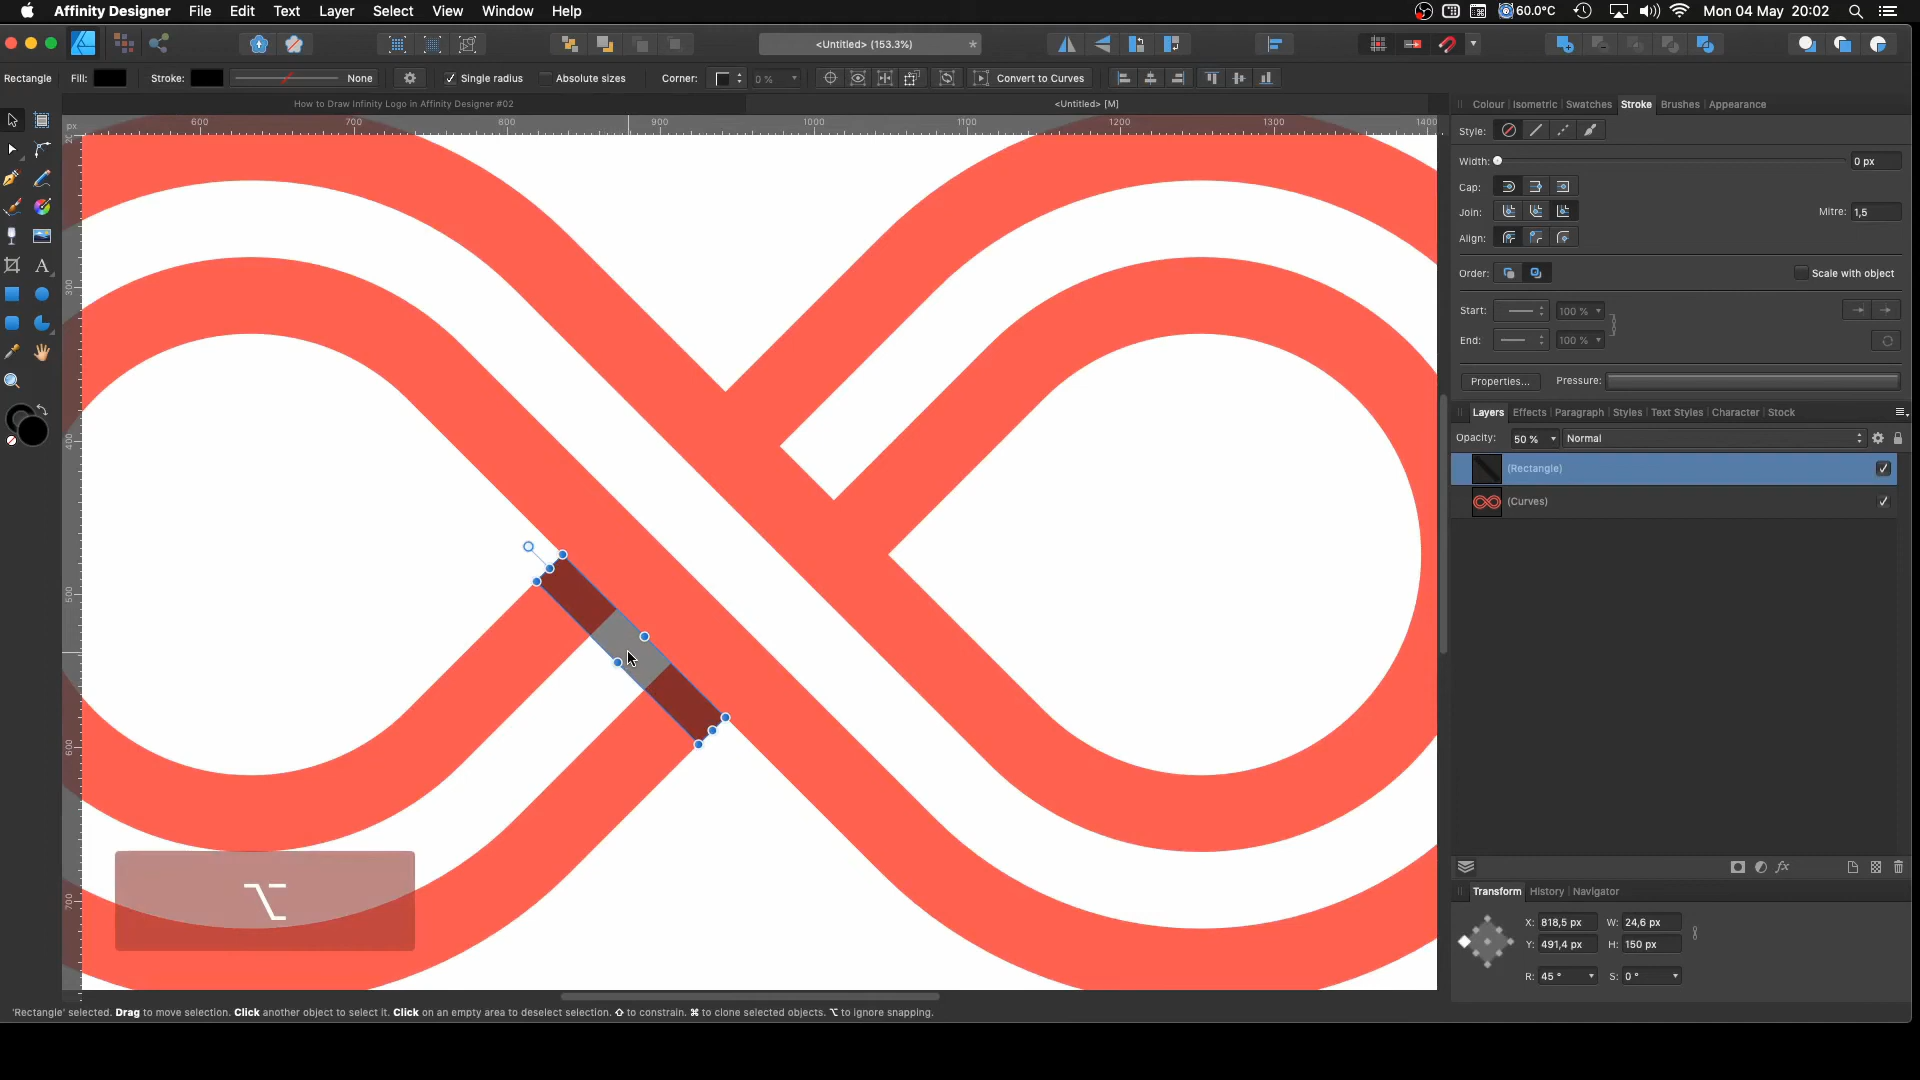 Affinity Designer File Edit Text Layer Select View Window Help 60.0°C Mon 04 May 20:02
<Untitled> (153.3%) *
Rectangle Fill: Stroke: None Single radius Absolute sizes Corner: 0 % Convert to Curves
How to Draw Infinity Logo in Affinity Designer #02 <Untitled> [M]
Colour Isometric Swatches Stroke Brushes Appearance
px 600 700 800 900 1000 1100 1200 1300 1400
Style:
Width: 0 px
Cap:
Join: Mitre: 1,5
Align:
Order: Scale with object
300
Start: 100 %
End: 100 %
Properties... Pressure:
Layers Effects Paragraph Styles Text Styles Character Stock
400
Opacity: 50 % Normal
(Rectangle)
(Curves)
500
600
700
fx
Transform History Navigator
X: 818,5 px W: 24,6 px
Y: 491,4 px H: 150 px
R: 45 ° S: 0 °
⌥
'Rectangle' selected. Drag to move selection. Click another object to select it. Click on an empty area to deselect selection. ⇧ to constrain. ⌘ to clone selected objects. ⌥ to ignore snapping.